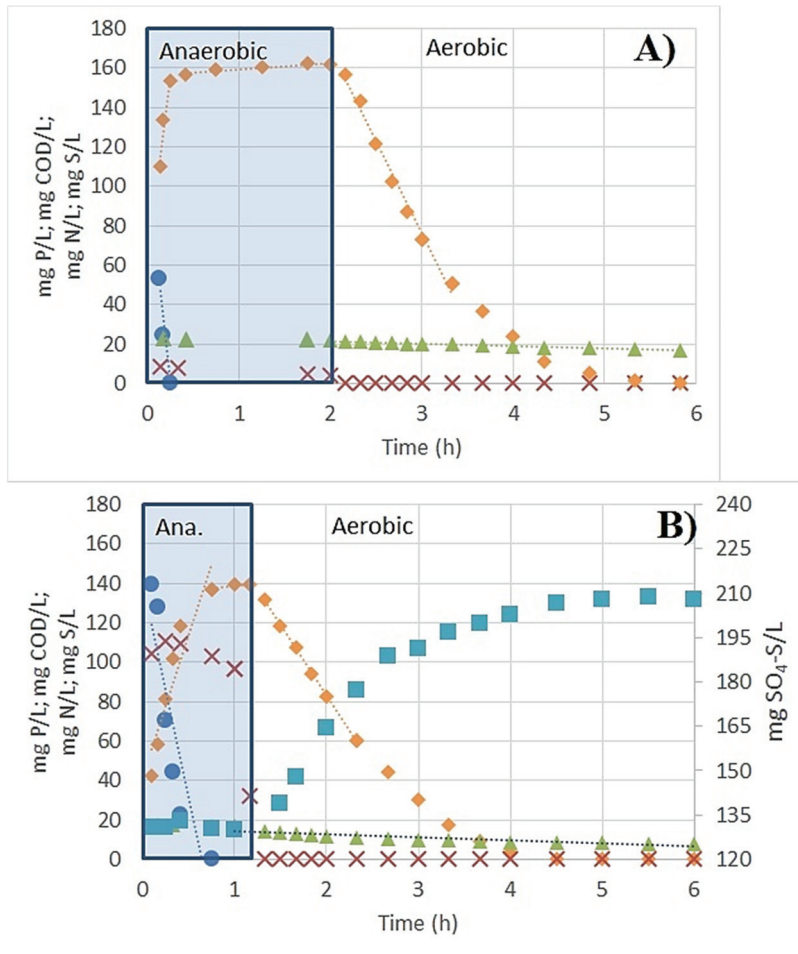 A)
Anaerobic
Aerobic
mg P/L; mg COD/L;
mg N/L; mg S/L
180
160
140
120
100
80
60
40
20
0
0 1 2 3 4 5 6
Time (h)
B)
Ana.
Aerobic
mg P/L; mg COD/L;
mg N/L; mg S/L
180
160
140
120
100
80
60
40
20
0
240
225
210
195
180
165
150
135
120
mg SO₄-S/L
0 1 2 3 4 5 6
Time (h)